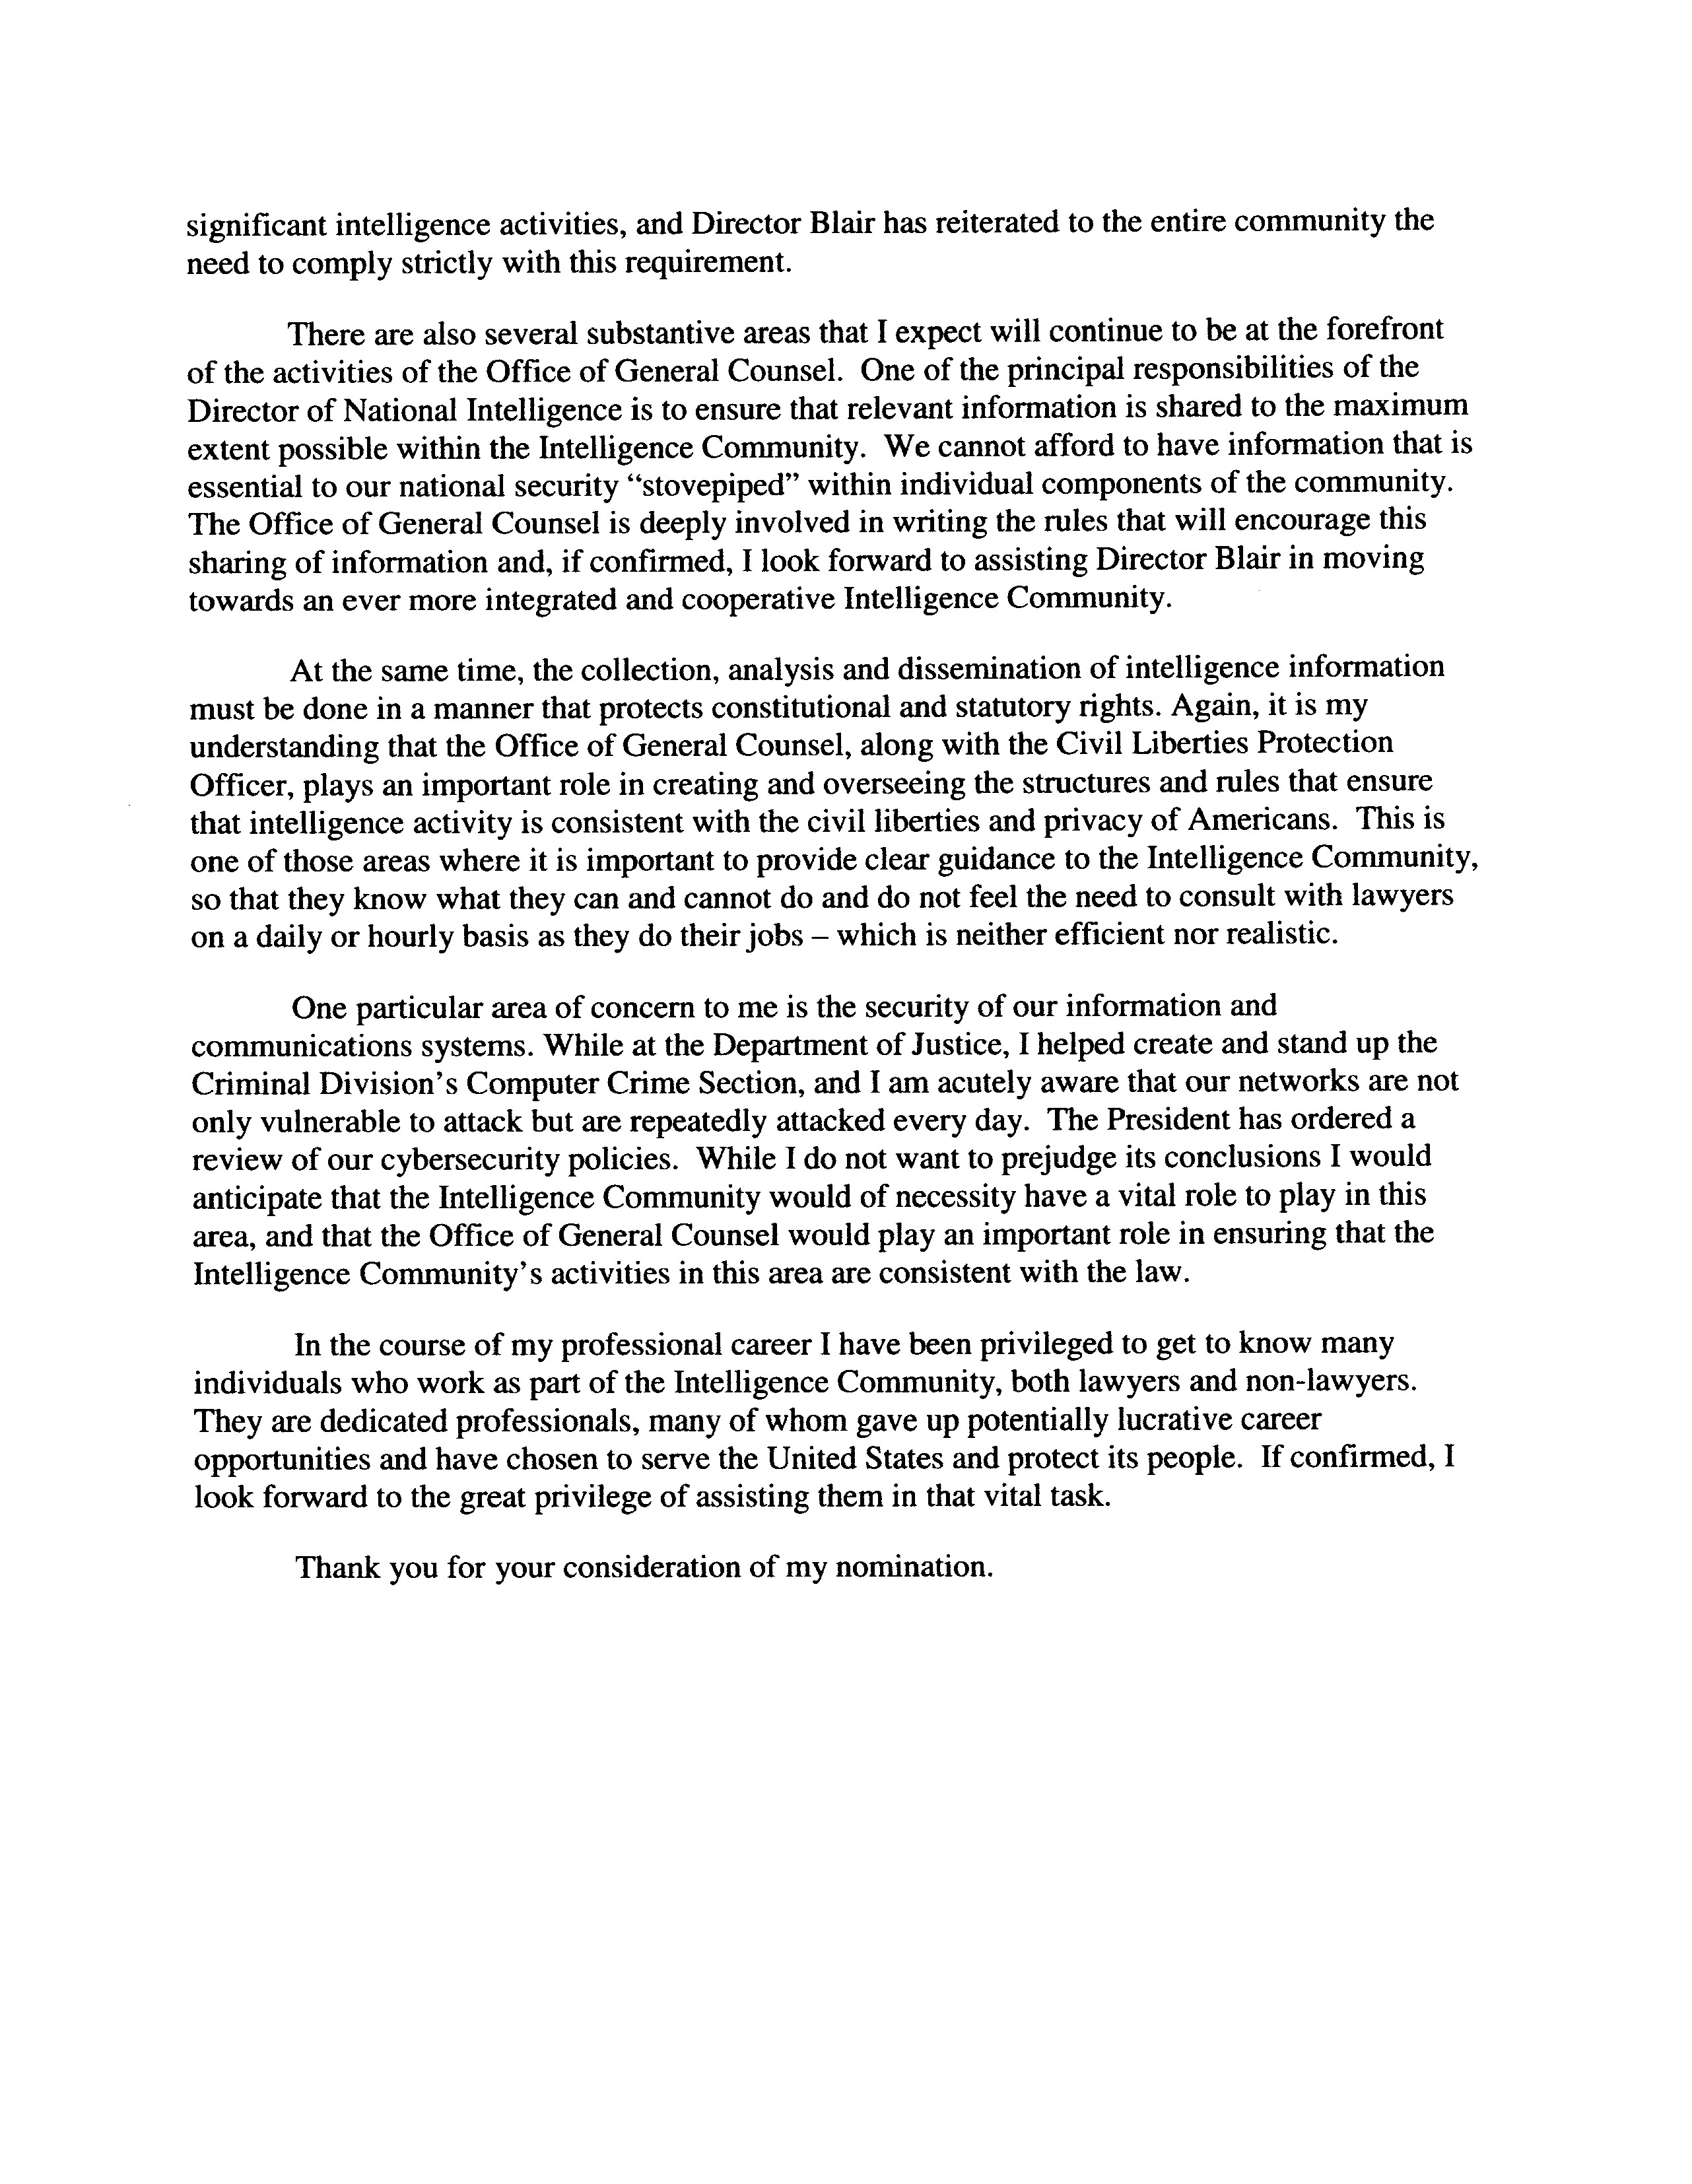 significant intelligence activities, and Director Blair has reiterated to the entire community the
need to comply strictly with this requirement.
There are also several substantive areas that I expect will continue to be at the forefront
of the activities of the Office of General Counsel.  One of the principal responsibilities of the
Director of National Intelligence is to ensure that relevant information is shared to the maximum
extent possible within the Intelligence Community.  We cannot afford to have information that is
essential to our national security “stovepiped” within individual components of the community.
The Office of General Counsel is deeply involved in writing the rules that will encourage this
sharing of information and, if confirmed, I look forward to assisting Director Blair in moving
towards an ever more integrated and cooperative Intelligence Community.
At the same time, the collection, analysis and dissemination of intelligence information
must be done in a manner that protects constitutional and statutory rights. Again, it is my
understanding that the Office of General Counsel, along with the Civil Liberties Protection
Officer, plays an important role in creating and overseeing the structures and rules that ensure
that intelligence activity is consistent with the civil liberties and privacy of Americans.  This is
one of those areas where it is important to provide clear guidance to the Intelligence Community,
so that they know what they can and cannot do and do not feel the need to consult with lawyers
on a daily or hourly basis as they do their jobs – which is neither efficient nor realistic.
One particular area of concern to me is the security of our information and
communications systems. While at the Department of Justice, I helped create and stand up the
Criminal Division’s Computer Crime Section, and I am acutely aware that our networks are not
only vulnerable to attack but are repeatedly attacked every day.  The President has ordered a
review of our cybersecurity policies.  While I do not want to prejudge its conclusions I would
anticipate that the Intelligence Community would of necessity have a vital role to play in this
area, and that the Office of General Counsel would play an important role in ensuring that the
Intelligence Community’s activities in this area are consistent with the law.
In the course of my professional career I have been privileged to get to know many
individuals who work as part of the Intelligence Community, both lawyers and non-lawyers.
They are dedicated professionals, many of whom gave up potentially lucrative career
opportunities and have chosen to serve the United States and protect its people.  If confirmed, I
look forward to the great privilege of assisting them in that vital task.
Thank you for your consideration of my nomination.